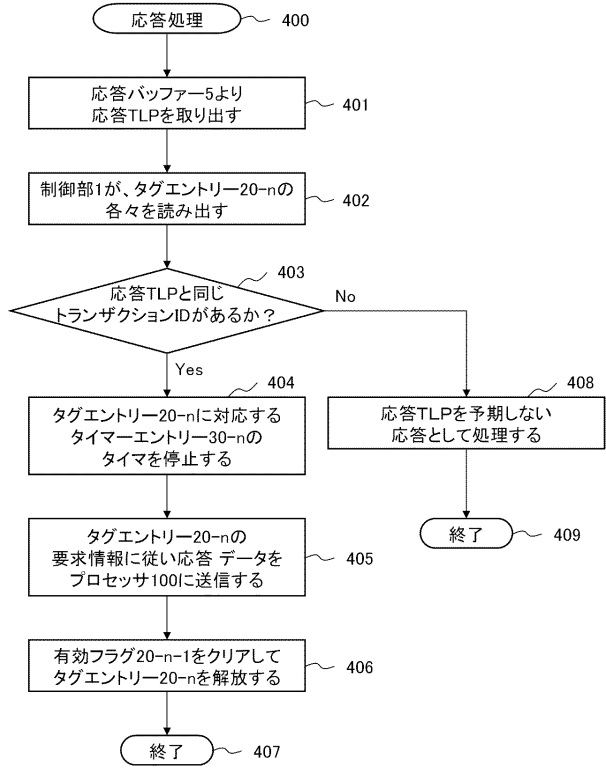 応答処理
400
応答バッファー5より
応答TLPを取り出す
401
制御部1が、タグエントリー20-nの
各々を読み出す
402
403
応答TLPと同じ
トランザクションIDがあるか？
No
Yes
404
タグエントリー20-nに対応する
タイマーエントリー30-nの
タイマを停止する
408
応答TLPを予期しない
応答として処理する
タグエントリー20-nの
要求情報に従い応答 データを
プロセッサ100に送信する
405
終了
409
有効フラグ20-n-1をクリアして
タグエントリー20-nを解放する
406
終了
407